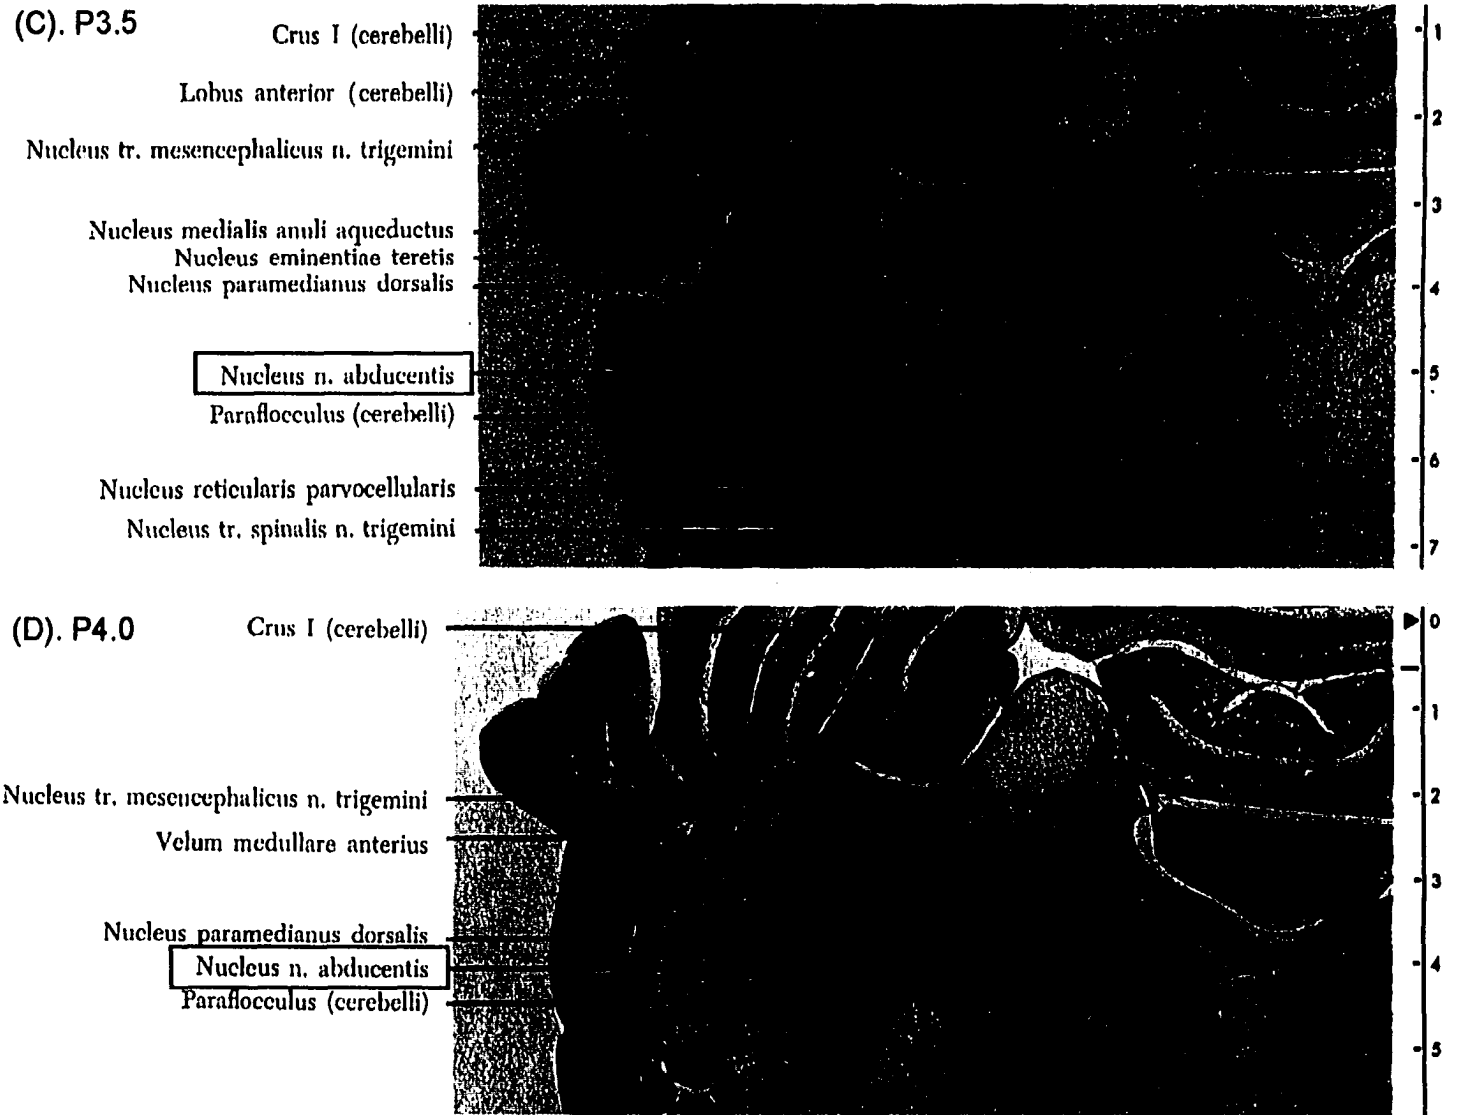 (C). P3.5
Crus I (cerebelli)
Lobus anterior (cerebelli)
Nucleus tr. mesencephalicus n. trigemini
Nucleus medialis anuli aqueductus
Nucleus eminentiae teretis
Nucleus paramedianus dorsalis
Nucleus n. abducentis
Paraflocculus (cerebelli)
Nucleus reticularis parvocellularis
Nucleus tr. spinalis n. trigemini
1
2
3
4
5
6
7
(D). P4.0
Crus I (cerebelli)
Nucleus tr. mesencephalicus n. trigemini
Velum medullare anterius
Nucleus paramedianus dorsalis
Nucleus n. abducentis
Paraflocculus (cerebelli)
0
1
2
3
4
5